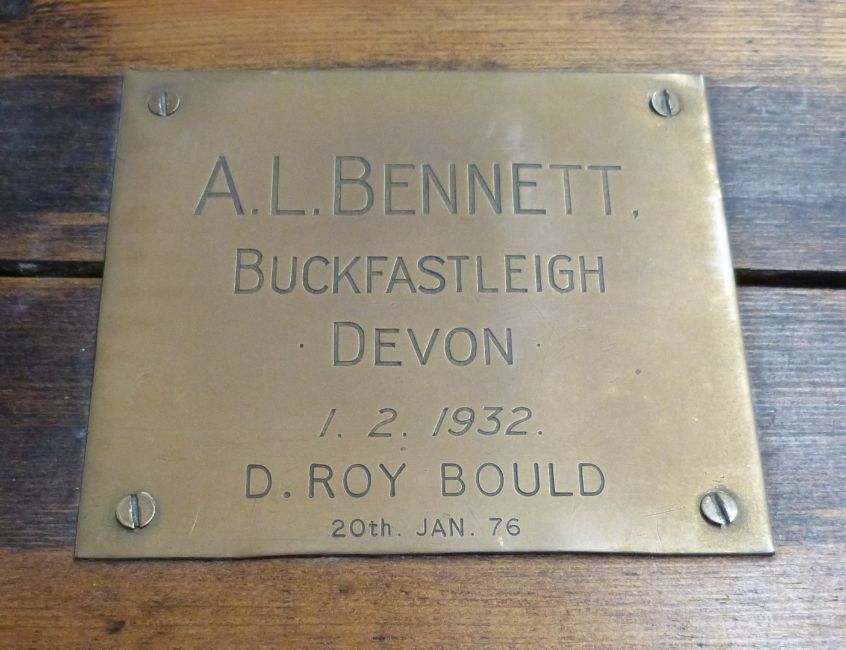 A.L. BENNETT.
BUCKFASTLEIGH
· DEVON ·
1. 2. 1932.
D. ROY BOULD
20th. JAN. 76